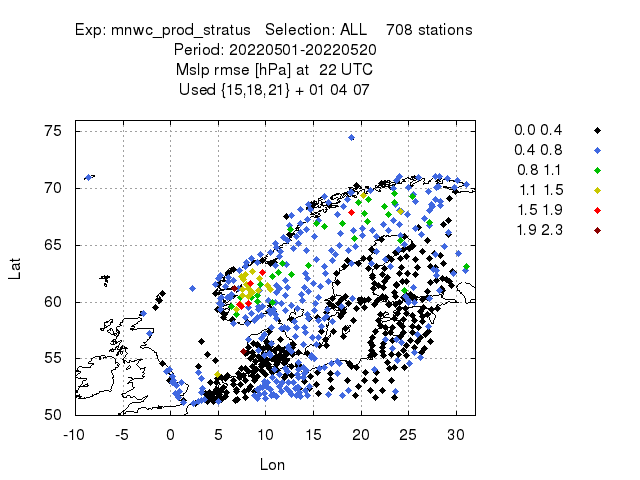 Exp: mnwc_prod_stratus   Selection: ALL    708 stations
Period: 20220501-20220520
Mslp rmse [hPa] at  22 UTC
Used {15,18,21} + 01 04 07
75
70
65
60
55
50
Lat
-10 -5 0 5 10 15 20 25 30
Lon
0.0 0.4
0.4 0.8
0.8 1.1
1.1 1.5
1.5 1.9
1.9 2.3